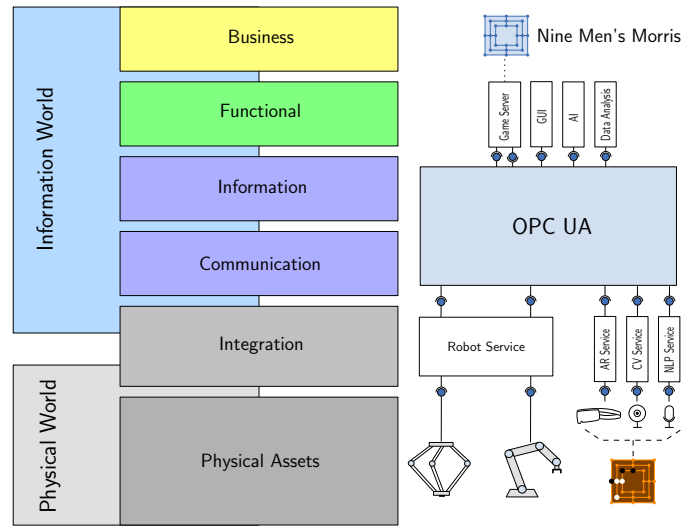 Information World
Physical World
Business
Functional
Information
Communication
Integration
Physical Assets
Nine Men's Morris
Game Server
GUI
AI
Data Analysis
OPC UA
Robot Service
AR Service
CV Service
NLP Service